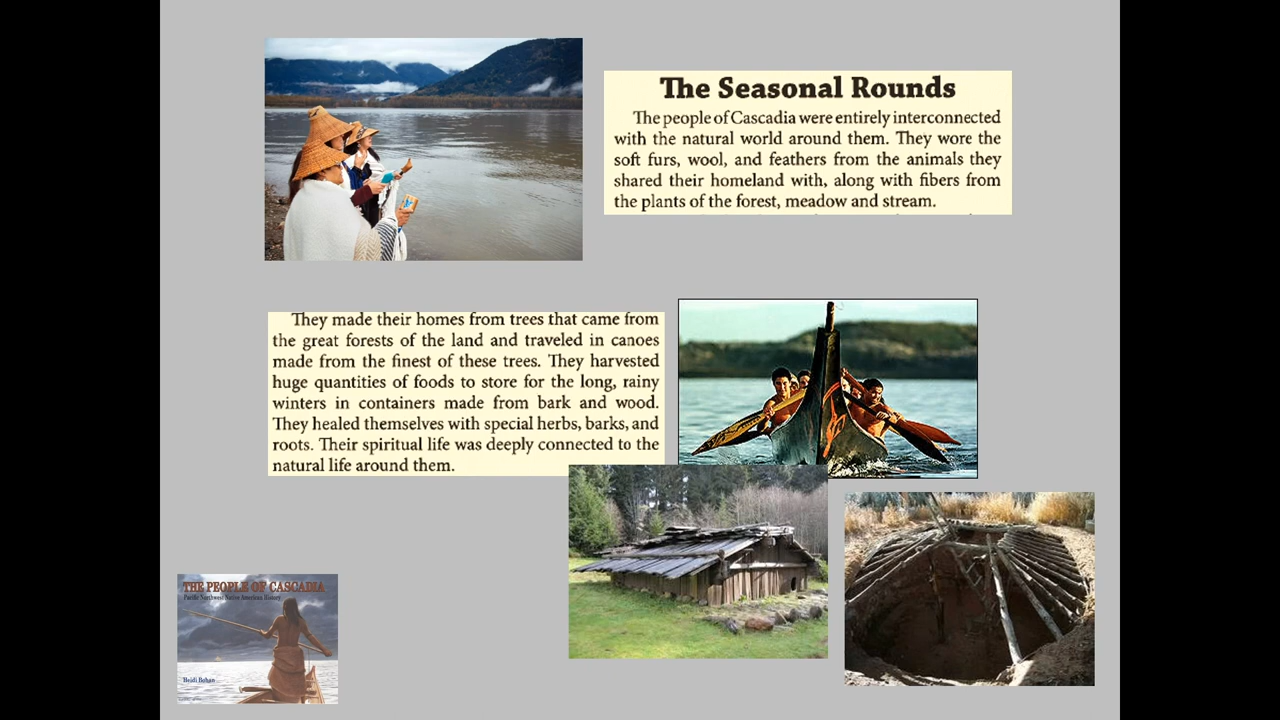 The Seasonal Rounds
The people of Cascadia were entirely interconnected
with the natural world around them. They wore the
soft furs, wool, and feathers from the animals they
shared their homeland with, along with fibers from
the plants of the forest, meadow and stream.
They made their homes from trees that came from
the great forests of the land and traveled in canoes
made from the finest of these trees. They harvested
huge quantities of foods to store for the long, rainy
winters in containers made from bark and wood.
They healed themselves with special herbs, barks, and
roots. Their spiritual life was deeply connected to the
natural life around them.
THE PEOPLE OF CASCADIA
Pacific Northwest Native American History
Heidi Bohan